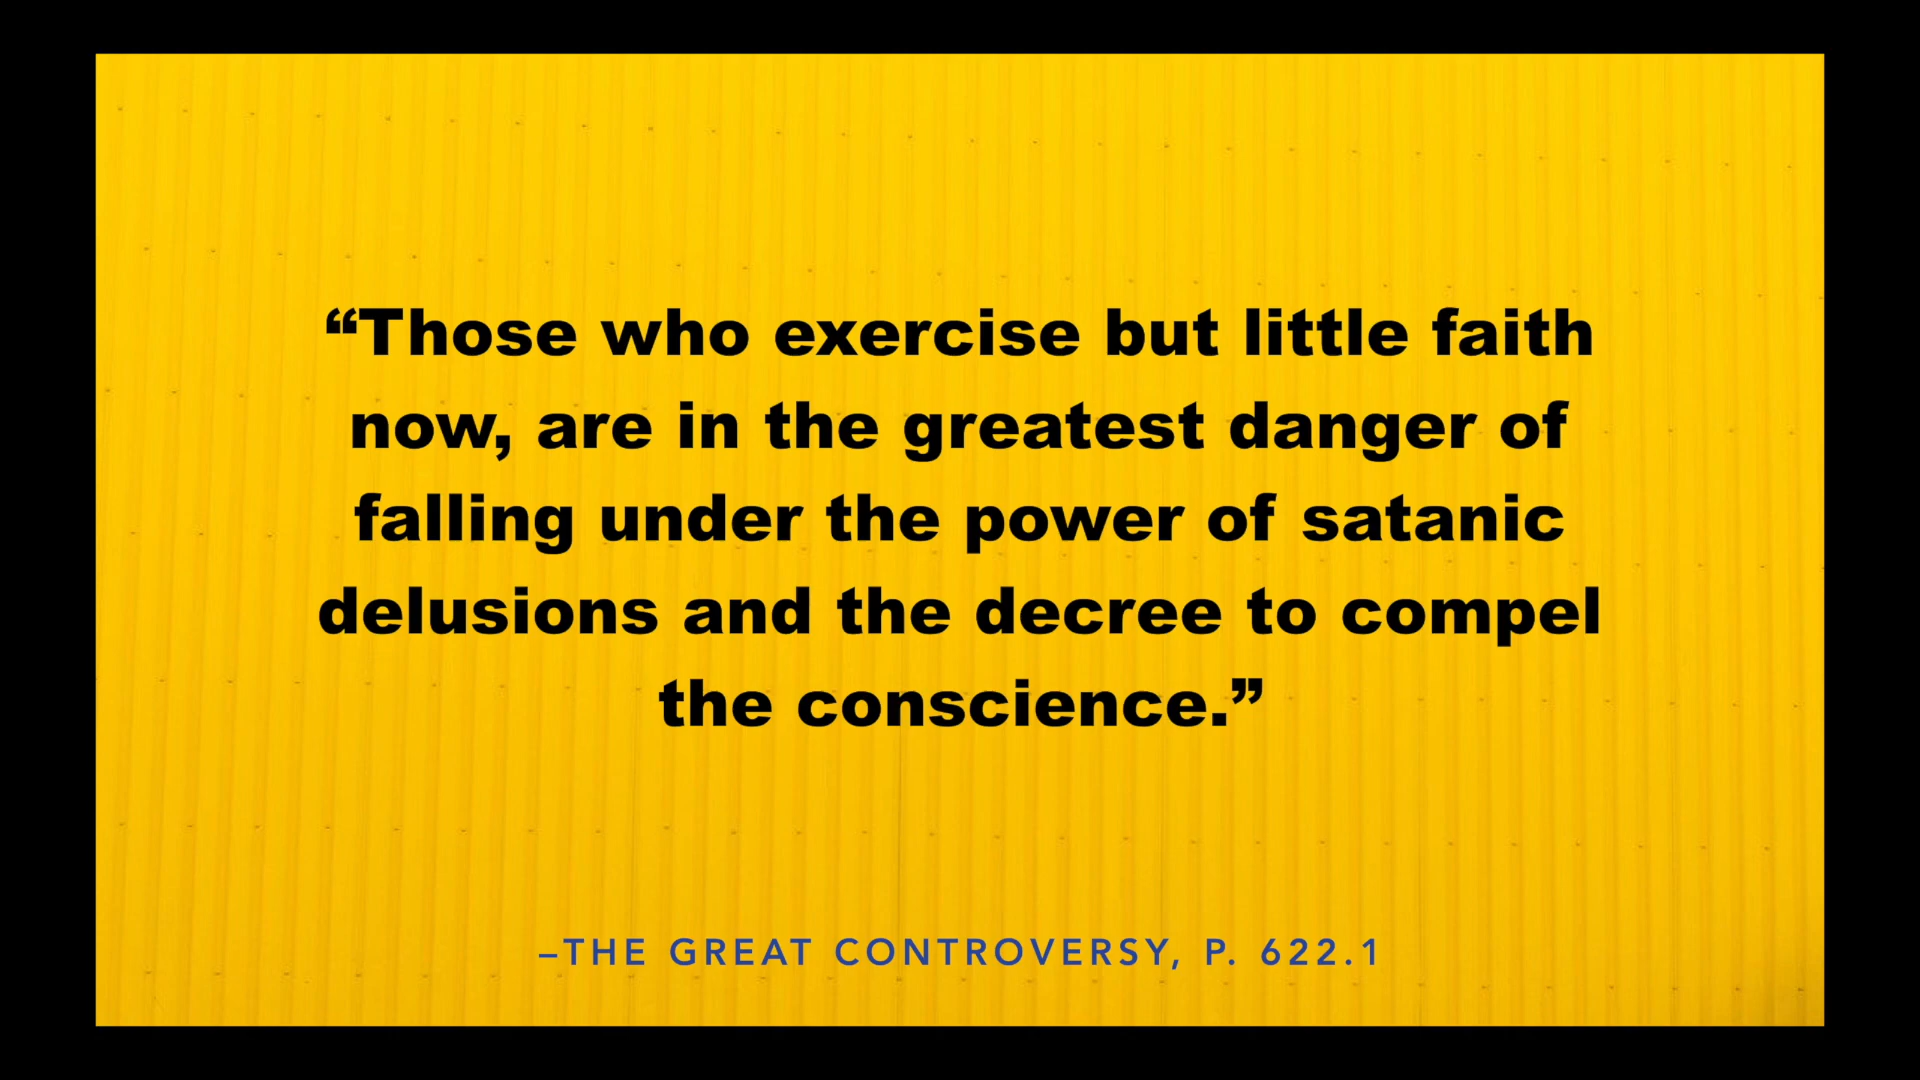 “Those who exercise but little faith
now, are in the greatest danger of
falling under the power of satanic
delusions and the decree to compel
the conscience.”
–THE GREAT CONTROVERSY, P. 622.1